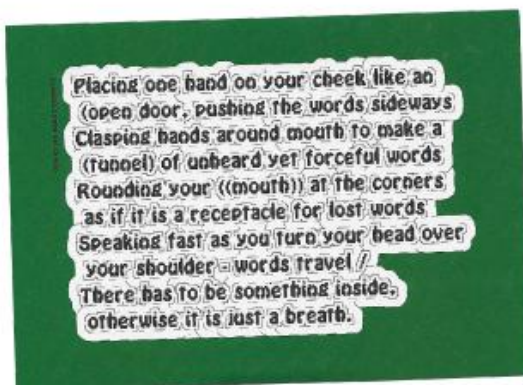 Placing one hand on your cheek like an
(open door, pushing the words sideways
Clasping hands around mouth to make a
(tunnel) of unheard yet forceful words
Rounding your ((mouth)) at the corners
as if it is a receptacle for lost words
Speaking fast as you turn your head over
your shoulder - words travel /
There has to be something inside,
otherwise it is just a breath.